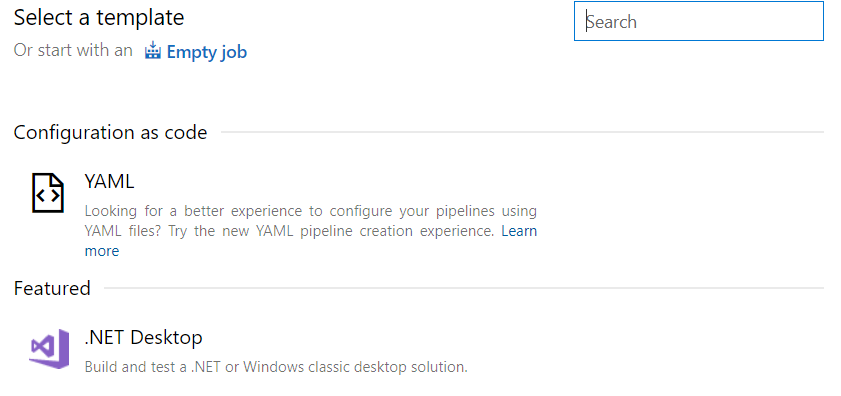 Select a template
Search
Or start with an Empty job
Configuration as code
YAML
Looking for a better experience to configure your pipelines using
YAML files? Try the new YAML pipeline creation experience. Learn
more
Featured
.NET Desktop
Build and test a .NET or Windows classic desktop solution.